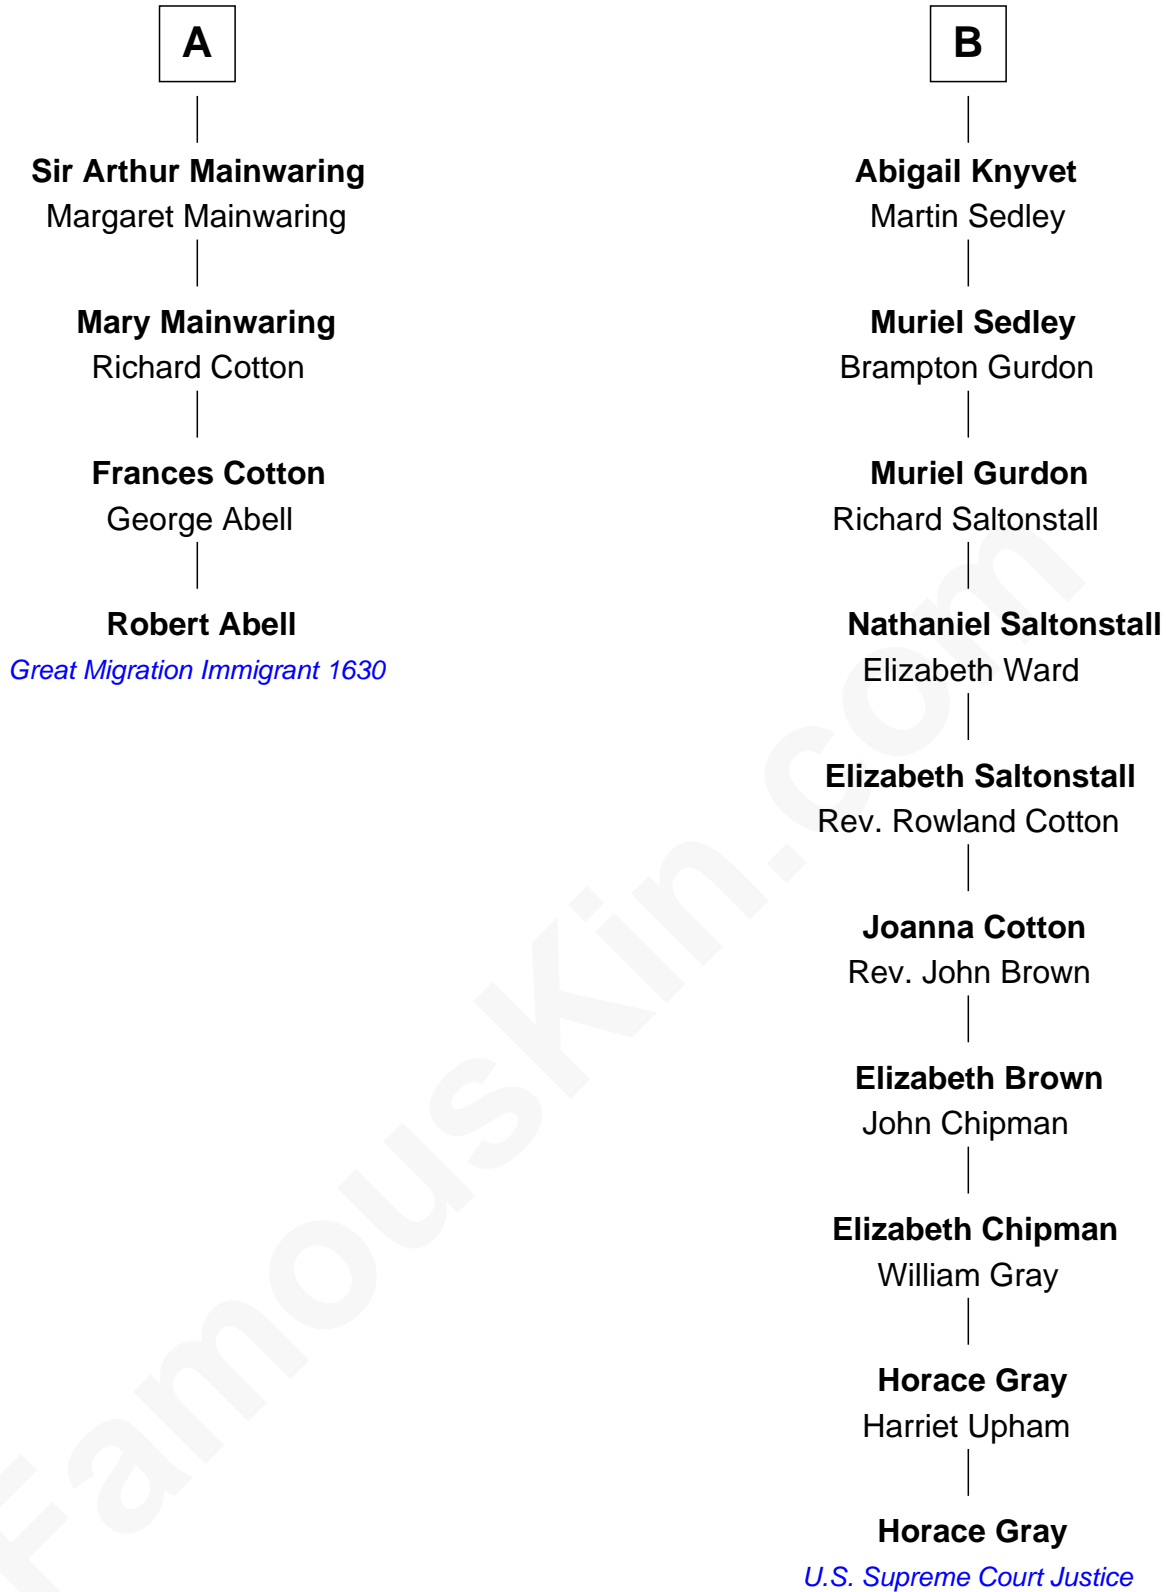 A
Sir Arthur Mainwaring
Margaret Mainwaring
Mary Mainwaring
Richard Cotton
Frances Cotton
George Abell
Robert Abell
Great Migration Immigrant 1630
B
Abigail Knyvet
Martin Sedley
Muriel Sedley
Brampton Gurdon
Muriel Gurdon
Richard Saltonstall
Nathaniel Saltonstall
Elizabeth Ward
Elizabeth Saltonstall
Rev. Rowland Cotton
Joanna Cotton
Rev. John Brown
Elizabeth Brown
John Chipman
Elizabeth Chipman
William Gray
Horace Gray
Harriet Upham
Horace Gray
U.S. Supreme Court Justice
FamousKin.com